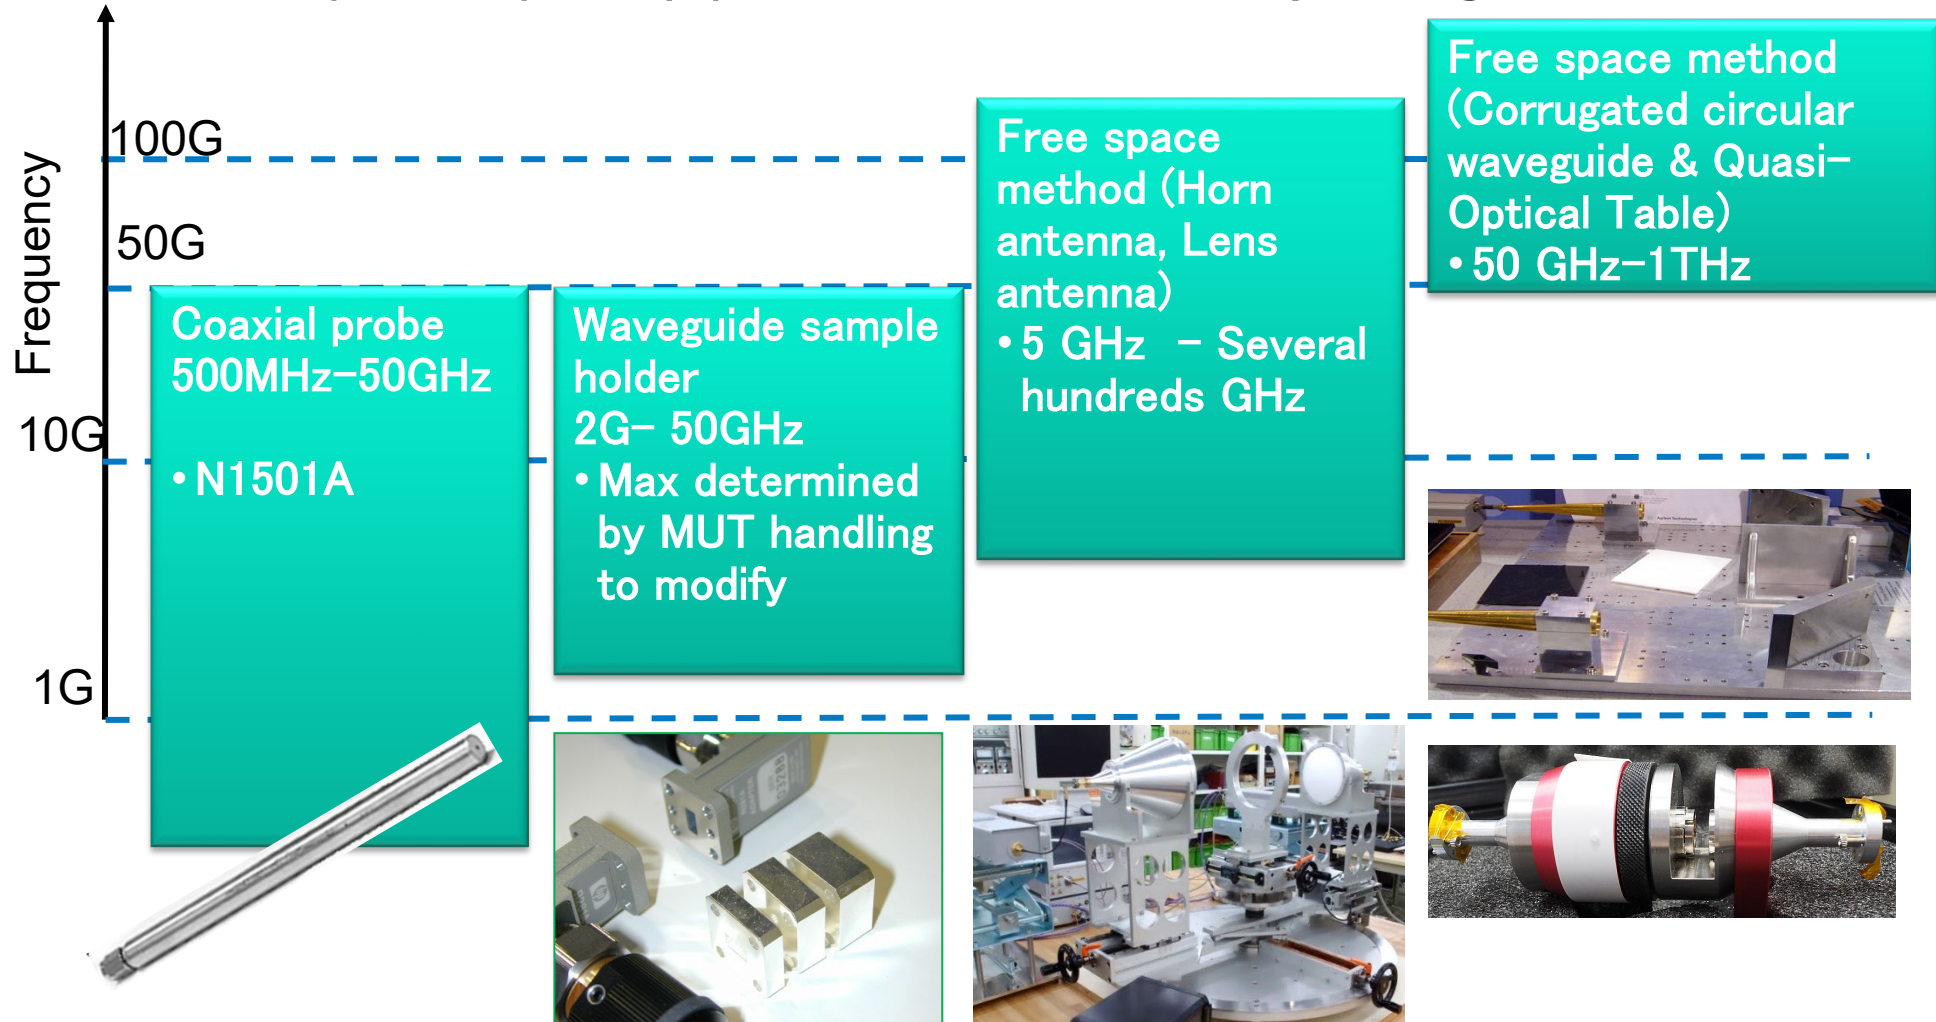 Frequency
100G
50G
10G
1G
Coaxial probe
500MHz-50GHz
• N1501A
Waveguide sample
holder
2G- 50GHz
• Max determined
by MUT handling
to modify
Free space
method (Horn
antenna, Lens
antenna)
• 5 GHz - Several
hundreds GHz
Free space method
(Corrugated circular
waveguide & Quasi-
Optical Table)
• 50 GHz-1THz
Agilent Technologies